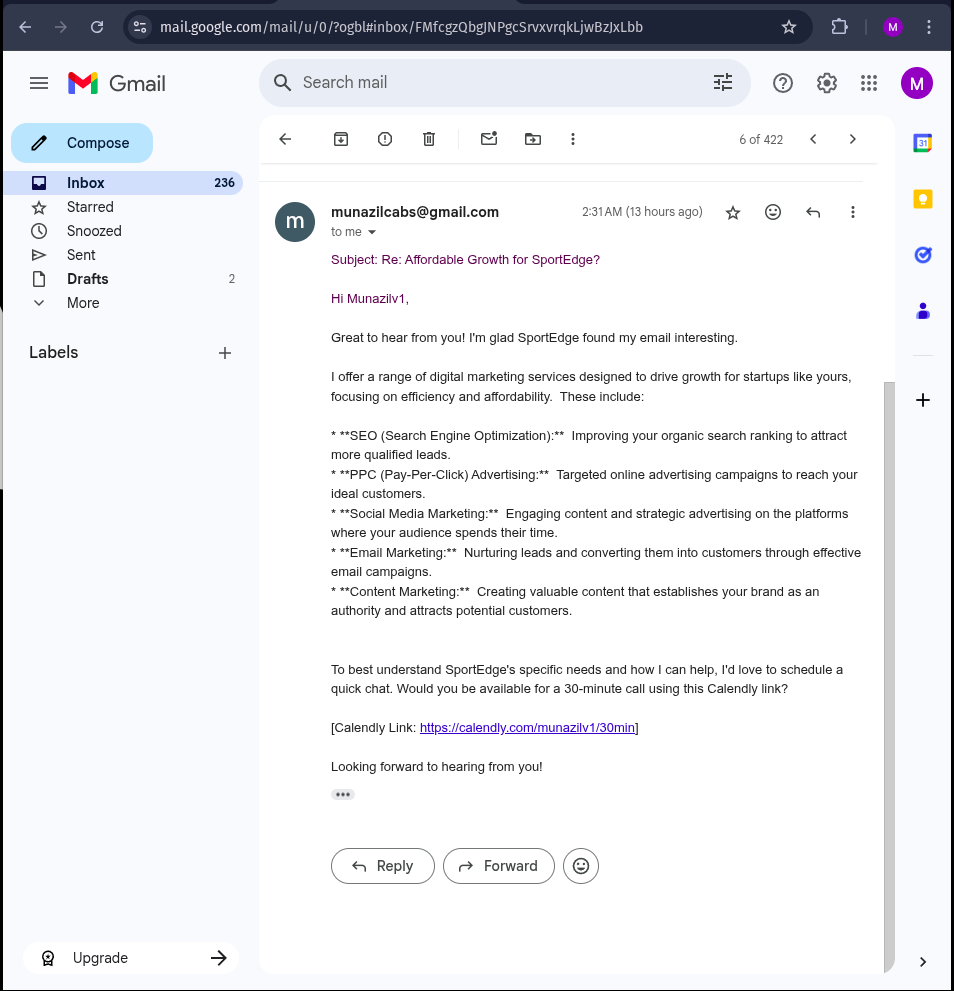 mail.google.com/mail/u/0/?ogbl#inbox/FMfcgzQbgJNPgcSrvxvrqkLjwBzJxLbb
M
Gmail
Search mail
M
Compose
6 of 422
31
Inbox 236
Starred
Snoozed
Sent
Drafts 2
More
Labels
m
munazilcabs@gmail.com 2:31 AM (13 hours ago)
to me
Subject: Re: Affordable Growth for SportEdge?
Hi Munazilv1,
Great to hear from you! I'm glad SportEdge found my email interesting.
I offer a range of digital marketing services designed to drive growth for startups like yours,
focusing on efficiency and affordability.  These include:
* **SEO (Search Engine Optimization):**  Improving your organic search ranking to attract
more qualified leads.
* **PPC (Pay-Per-Click) Advertising:**  Targeted online advertising campaigns to reach your
ideal customers.
* **Social Media Marketing:**  Engaging content and strategic advertising on the platforms
where your audience spends their time.
* **Email Marketing:**  Nurturing leads and converting them into customers through effective
email campaigns.
* **Content Marketing:**  Creating valuable content that establishes your brand as an
authority and attracts potential customers.
To best understand SportEdge's specific needs and how I can help, I'd love to schedule a
quick chat. Would you be available for a 30-minute call using this Calendly link?
[Calendly Link: https://calendly.com/munazilv1/30min]
Looking forward to hearing from you!
Reply
Forward
Upgrade